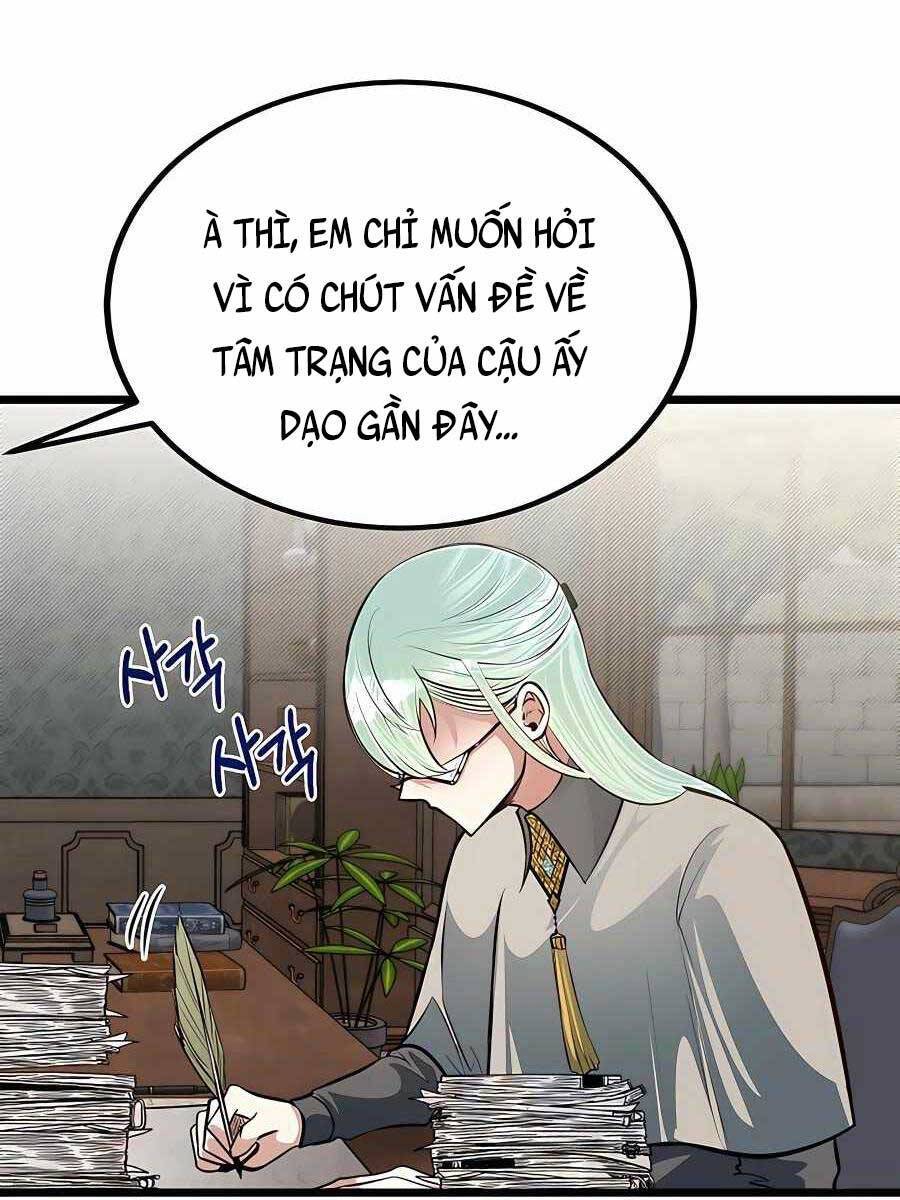 À THÌ, EM CHỈ MUỐN HỎI
VÌ CÓ CHÚT VẤN ĐỀ VỀ
TÂM TRẠNG CỦA CẬU ẤY
DẠO GẦN ĐÂY...
사각
사각